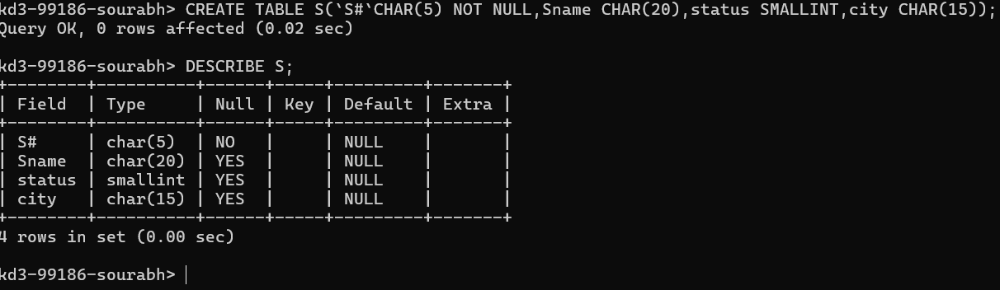 kd3-99186-sourabh> CREATE TABLE S(`S#`CHAR(5) NOT NULL,Sname CHAR(20),status SMALLINT,city CHAR(15));
Query OK, 0 rows affected (0.02 sec)

kd3-99186-sourabh> DESCRIBE S;
+--------+----------+------+-----+---------+-------+
| Field  | Type     | Null | Key | Default | Extra |
+--------+----------+------+-----+---------+-------+
| S#     | char(5)  | NO   |     | NULL    |       |
| Sname  | char(20) | YES  |     | NULL    |       |
| status | smallint | YES  |     | NULL    |       |
| city   | char(15) | YES  |     | NULL    |       |
+--------+----------+------+-----+---------+-------+
4 rows in set (0.00 sec)

kd3-99186-sourabh>